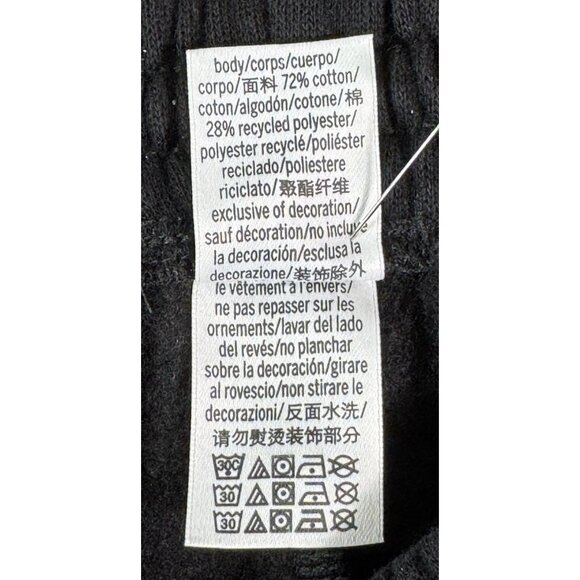 body/corps/cuerpo/
corpo/面料 72% cotton/
coton/algodón/cotone/棉
28% recycled polyester/
polyester recyclé/poliéster
reciclado/poliestere
riciclato/聚酯纤维
exclusive of decoration/
sauf décoration/no incluye
la decoración/esclusa la
decorazione/装饰除外
le vêtement à l'envers/
ne pas repasser sur les
ornements/lavar del lado
del revés/no planchar
sobre la decoración/girare
al rovescio/non stirare le
decorazioni/反面水洗/
请勿熨烫装饰部分
30C
30
30